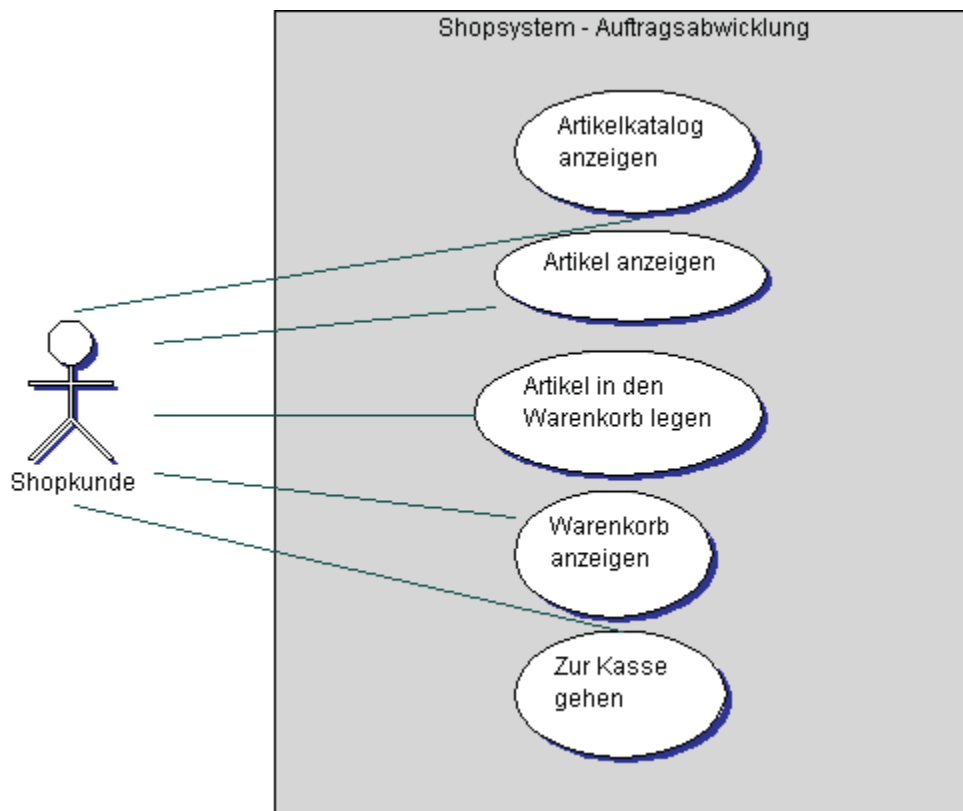 Shopsystem - Auftragsabwicklung
Artikelkatalog
anzeigen
Artikel anzeigen
Artikel in den
Warenkorb legen
Shopkunde
Warenkorb
anzeigen
Zur Kasse
gehen